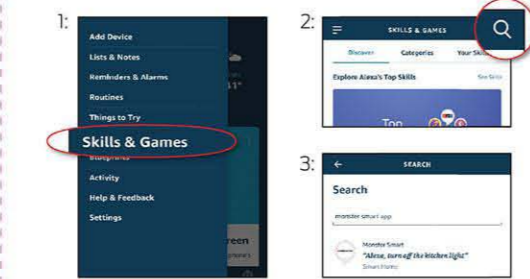 1:
Add Device
Lists & Notes
Reminders & Alarms
Routines
Things to Try
Skills & Games
Blueprints
Activity
Help & Feedback
Settings
2:
SKILLS & GAMES
Discover Categories Your
Explore Alexa's Top Skills
Top
3:
SEARCH
Search
monster smart app
Monster Smart
"Alexa, turn off the kitchen light"
Smart Home